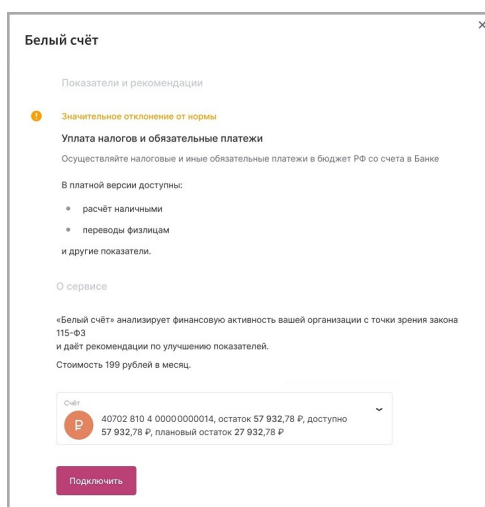 Белый счёт
Показатели и рекомендации
Значительное отклонение от нормы
Уплата налогов и обязательные платежи
Осуществляйте налоговые и иные обязательные платежи в бюджет РФ со счета в Банке
В платной версии доступны:
расчёт наличными
переводы физлицам
и другие показатели.
О сервисе
«Белый счёт» анализирует финансовую активность вашей организации с точки зрения закона
115-ФЗ
и даёт рекомендации по улучшению показателей.
Стоимость 199 рублей в месяц.
Счёт
40702 810 4 00000000014, остаток 57 932,78 ₽, доступно
57 932,78 ₽, плановый остаток 27 932,78 ₽
Подключить